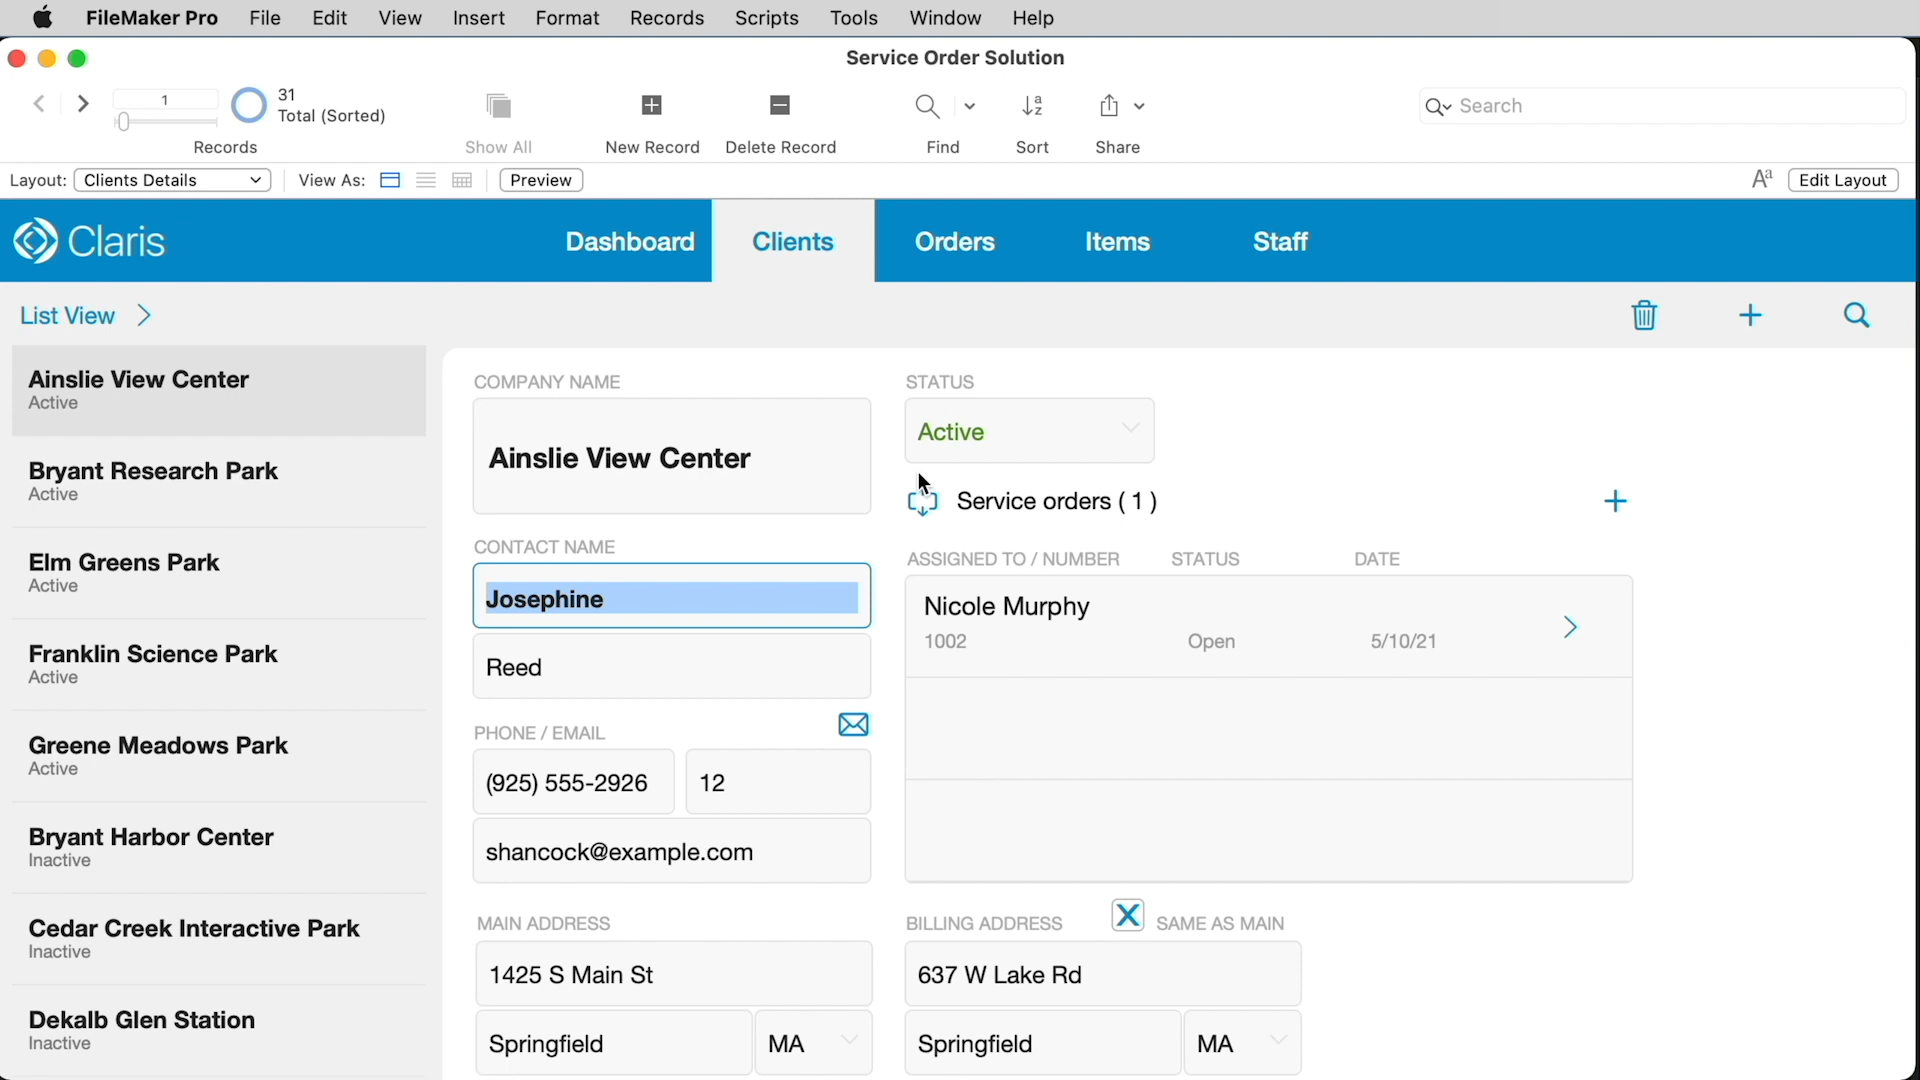 FileMaker Pro File Edit View Insert Format Records Scripts Tools Window Help
Service Order Solution
1
31
Total (Sorted)
Records
Show All
New Record
Delete Record
Find
Sort
Share
Search
Layout: Clients Details
View As:
Preview
Aa
Edit Layout
Claris
Dashboard
Clients
Orders
Items
Staff
List View
Ainslie View Center
Active
Bryant Research Park
Active
Elm Greens Park
Active
Franklin Science Park
Active
Greene Meadows Park
Active
Bryant Harbor Center
Inactive
Cedar Creek Interactive Park
Inactive
Dekalb Glen Station
Inactive
COMPANY NAME
Ainslie View Center
CONTACT NAME
Josephine
Reed
PHONE / EMAIL
(925) 555-2926
12
shancock@example.com
MAIN ADDRESS
1425 S Main St
Springfield
MA
STATUS
Active
Service orders ( 1 )
ASSIGNED TO / NUMBER STATUS DATE
Nicole Murphy
1002 Open 5/10/21
BILLING ADDRESS
SAME AS MAIN
637 W Lake Rd
Springfield
MA